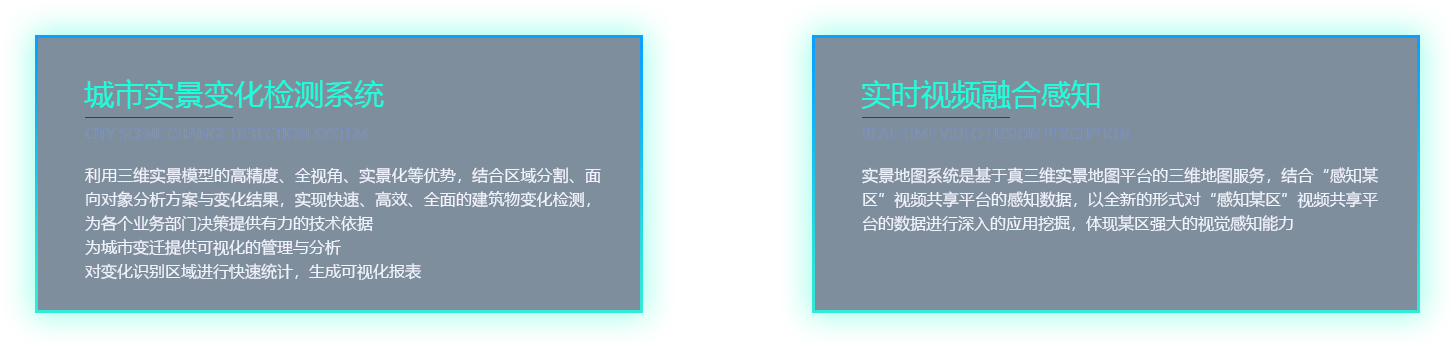 城市实景变化检测系统
CITY SCENE CHANGE DETECTION SYSTEM
利用三维实景模型的高精度、全视角、实景化等优势，结合区域分割、面
向对象分析方案与变化结果，实现快速、高效、全面的建筑物变化检测，
为各个业务部门决策提供有力的技术依据
为城市变迁提供可视化的管理与分析
对变化识别区域进行快速统计，生成可视化报表
实时视频融合感知
REAL-TIME VIDEO FUSION PERCEPTION
实景地图系统是基于真三维实景地图平台的三维地图服务，结合“感知某
区”视频共享平台的感知数据，以全新的形式对“感知某区”视频共享平
台的数据进行深入的应用挖掘，体现某区强大的视觉感知能力